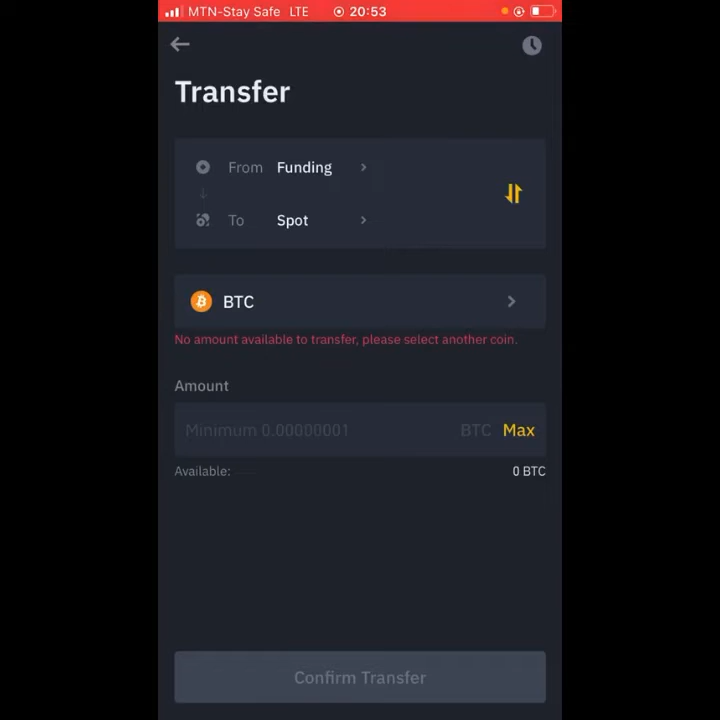 MTN-Stay Safe LTE 20:53
Transfer
From Funding
To Spot
BTC
No amount available to transfer, please select another coin.
Amount
Minimum 0.00000001 BTC Max
Available: 0 BTC
Confirm Transfer